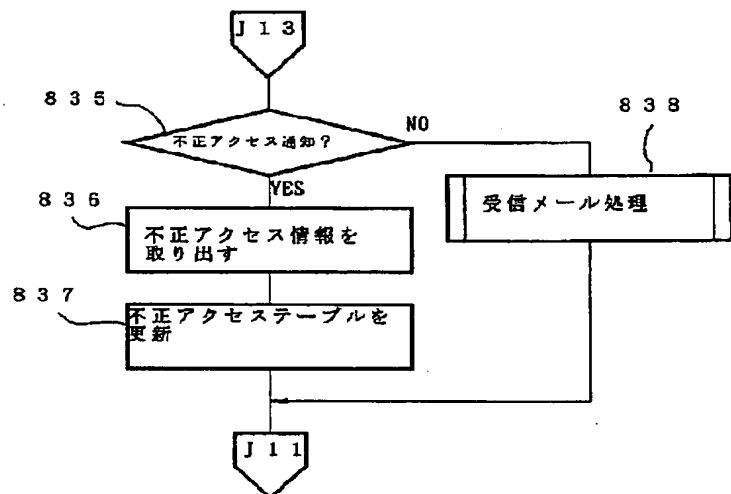 J13
835
不正アクセス通知？
NO
838
YES
836
受信メール処理
不正アクセス情報を
取り出す
837
不正アクセステーブルを
更新
J11